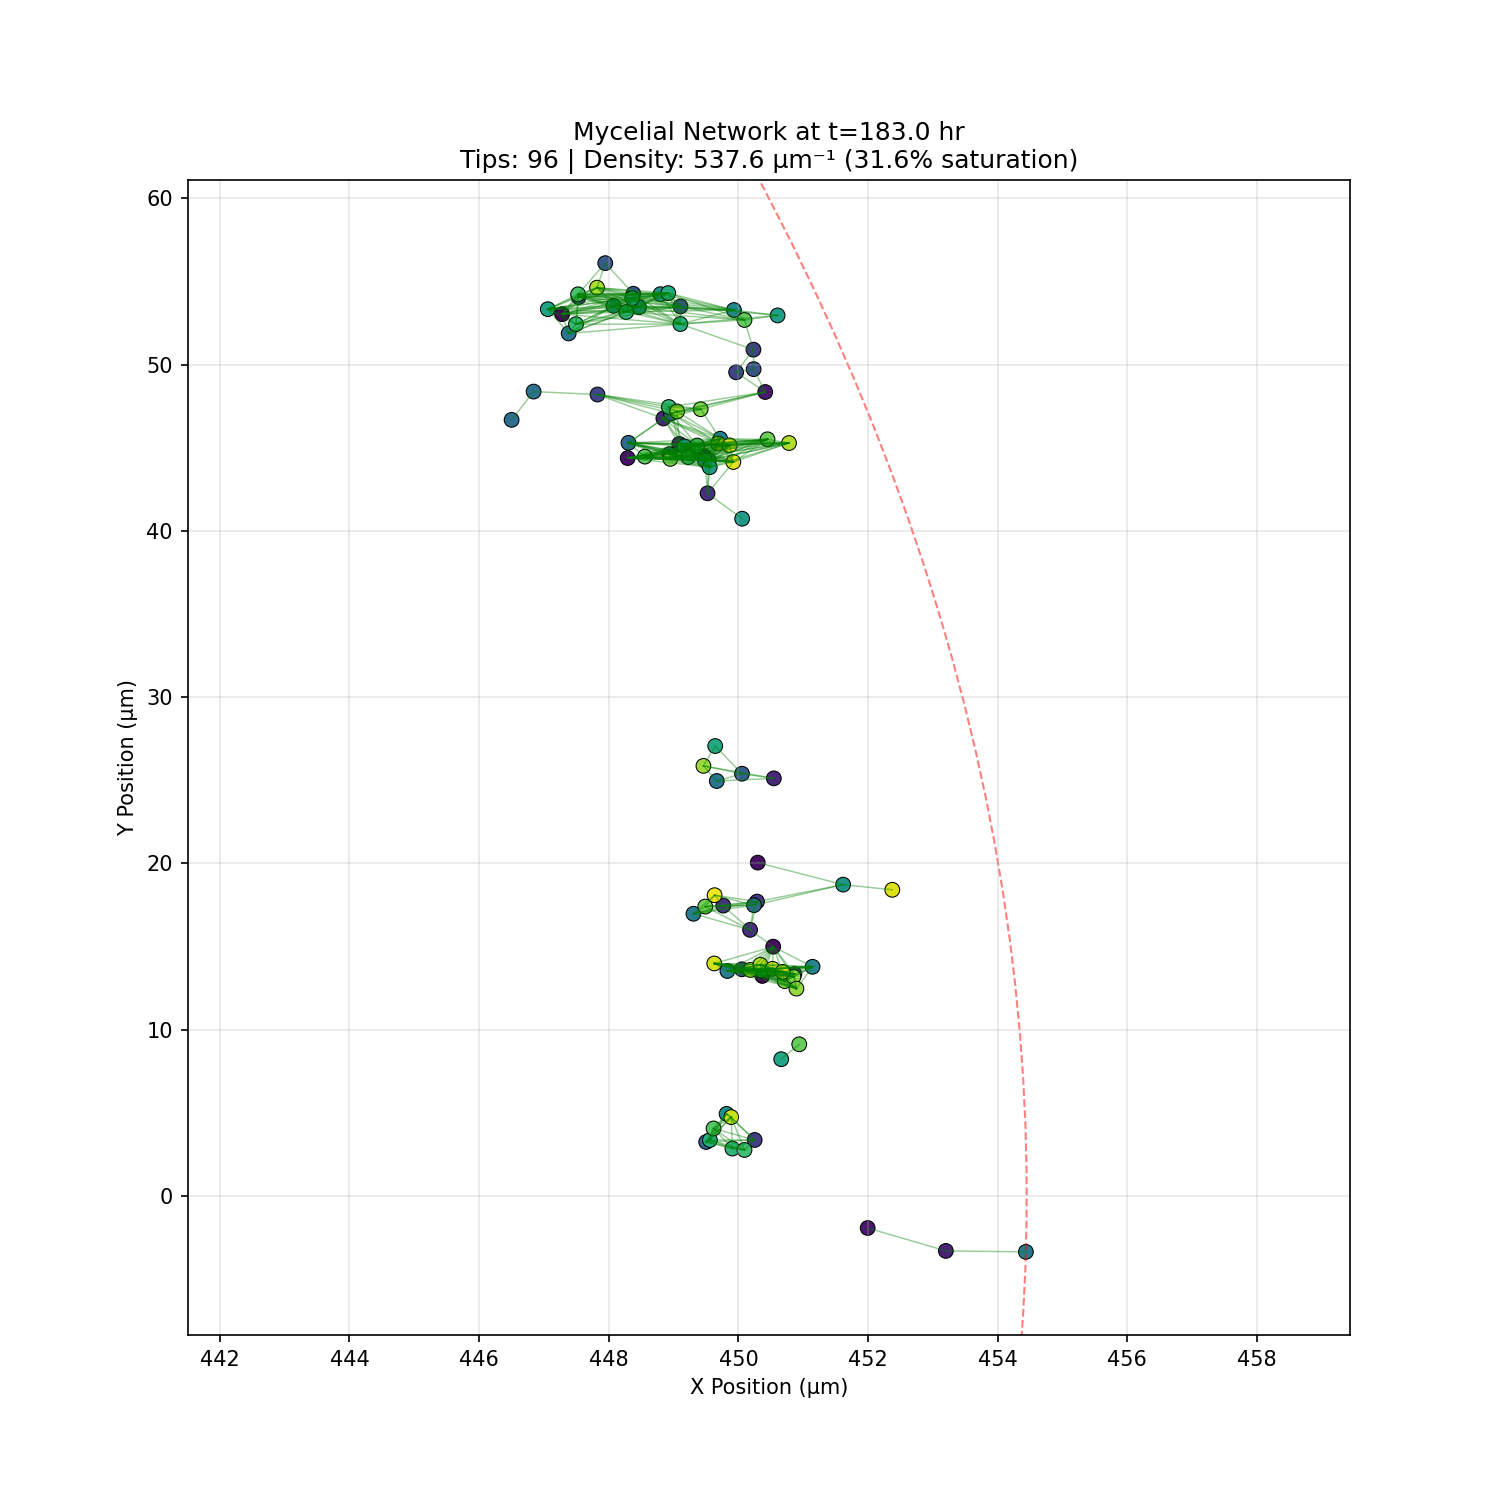 Mycelial Network at t=183.0 hr
Tips: 96 | Density: 537.6 μm⁻¹ (31.6% saturation)
60
50
40
30
20
10
0
Y Position (μm)
442 444 446 448 450 452 454 456 458
X Position (μm)